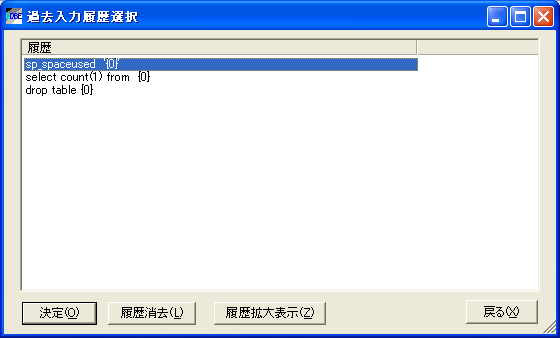 DBE
過去入力履歴選択
履歴
sp_spaceused '{0}'
select count(1) from {0}
drop table {0}
決定(O)
履歴消去(L)
履歴拡大表示(Z)
戻る(X)